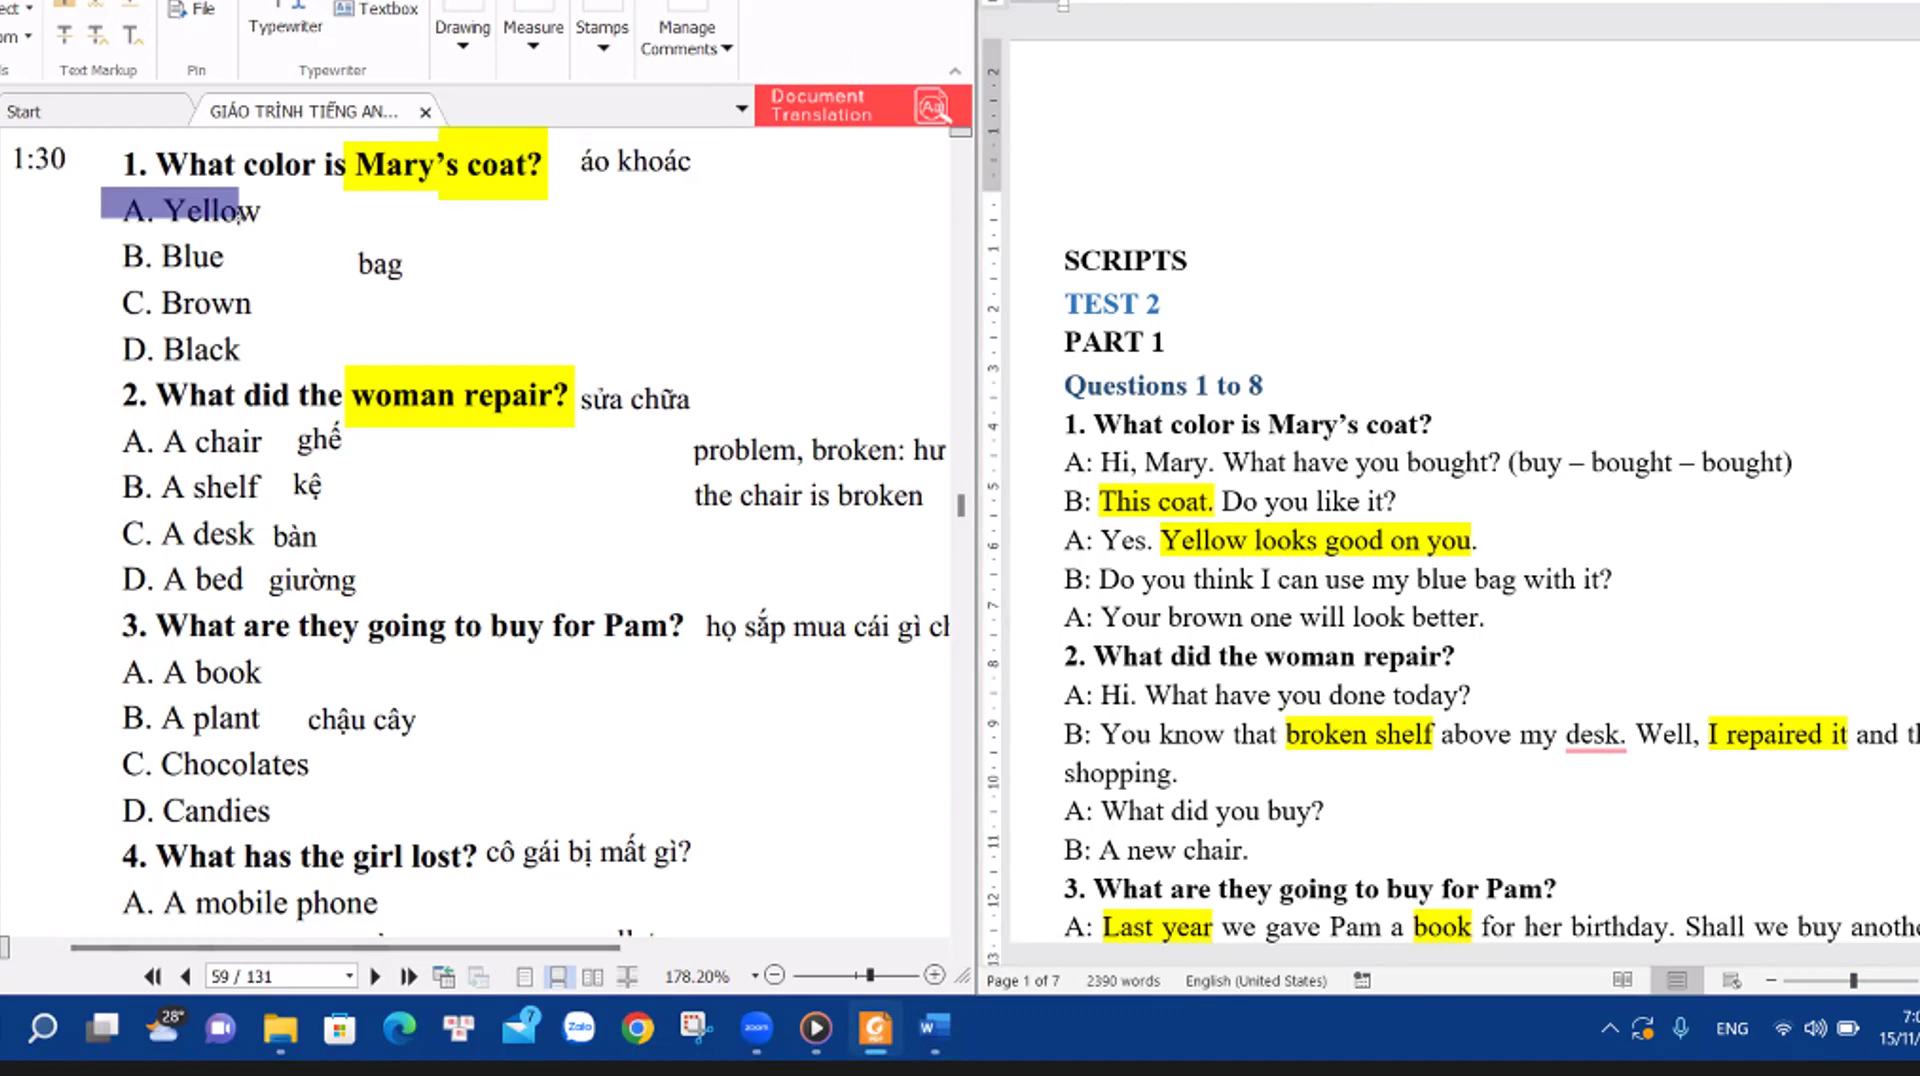 File
Typewriter
Textbox
Drawing
Measure
Stamps
Manage
Comments
Text Markup
Pin
Typewriter
Start
GIÁO TRÌNH TIẾNG AN...
Document
Translation
1:30
1. What color is Mary's coat? áo khoác
A. Yellow
B. Blue
bag
C. Brown
D. Black
2. What did the woman repair? sửa chữa
A. A chair ghế
problem, broken: hư
B. A shelf kệ
the chair is broken
C. A desk bàn
D. A bed giường
3. What are they going to buy for Pam? họ sắp mua cái gì
A. A book
B. A plant chậu cây
C. Chocolates
D. Candies
4. What has the girl lost? cô gái bị mất gì?
A. A mobile phone
59 / 131
178.20%
SCRIPTS
TEST 2
PART 1
Questions 1 to 8
1. What color is Mary's coat?
A: Hi, Mary. What have you bought? (buy – bought – bought)
B: This coat. Do you like it?
A: Yes. Yellow looks good on you.
B: Do you think I can use my blue bag with it?
A: Your brown one will look better.
2. What did the woman repair?
A: Hi. What have you done today?
B: You know that broken shelf above my desk. Well, I repaired it and
shopping.
A: What did you buy?
B: A new chair.
3. What are they going to buy for Pam?
A: Last year we gave Pam a book for her birthday. Shall we buy
Page 1 of 7
2390 words
English (United States)
28°
7
Zalo
zoom
ENG
15/11/